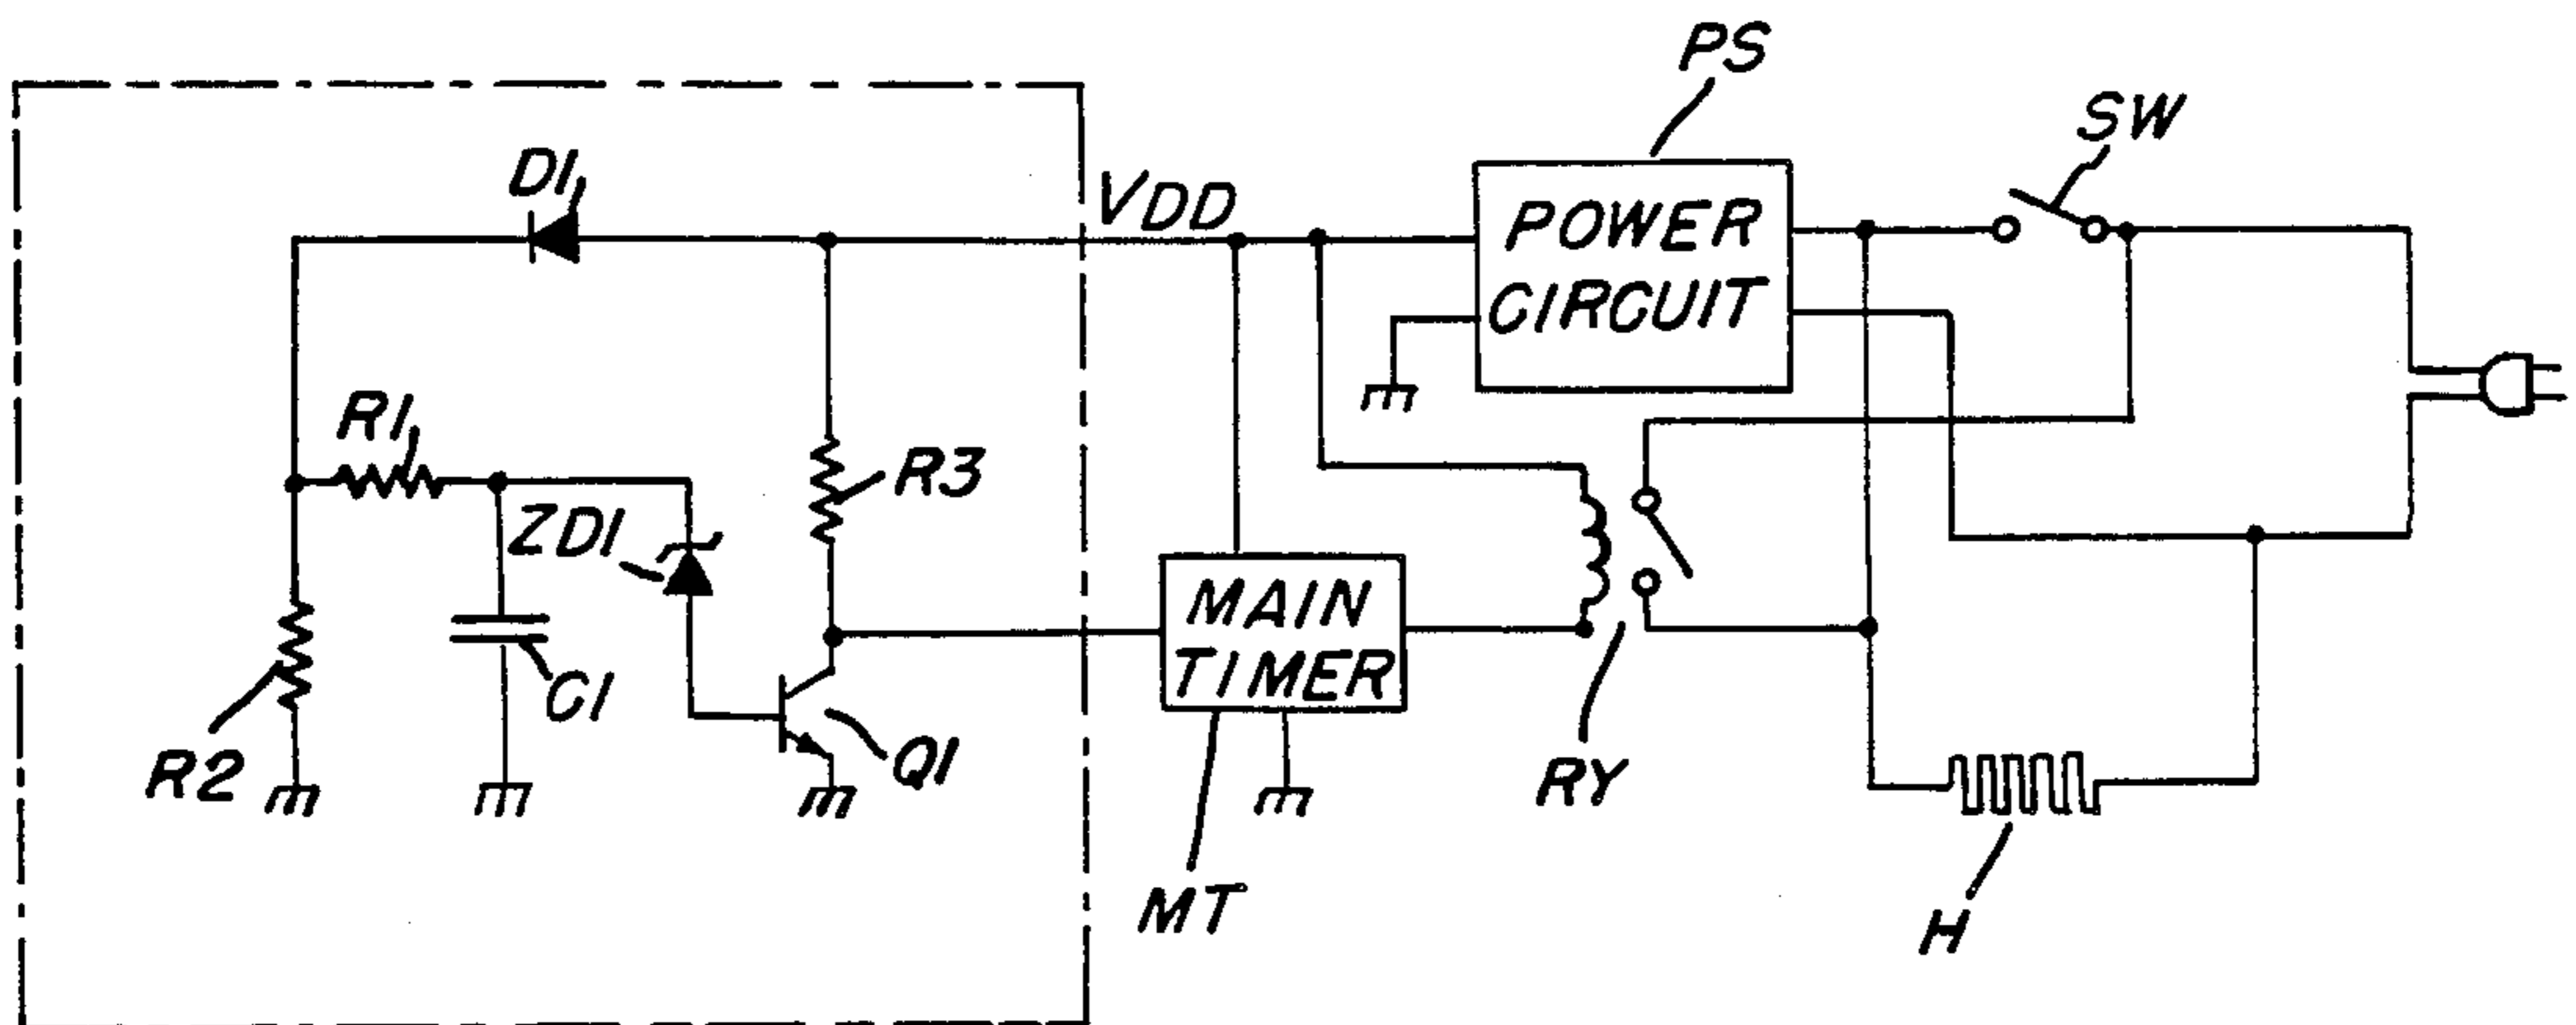 PS
SW
D1
VDD
POWER
CIRCUIT
R1
R3
ZD1
MAIN
TIMER
C1
R2
Q1
RY
MT
H